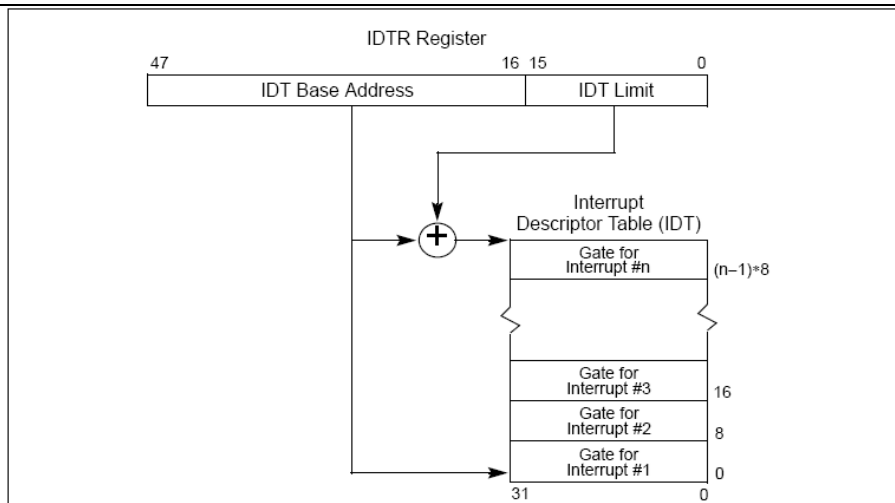 IDTR Register
47 16 15 0
IDT Base Address IDT Limit
+
Interrupt
Descriptor Table (IDT)
Gate for
Interrupt #n
(n–1)*8
Gate for
Interrupt #3
16
Gate for
Interrupt #2
8
Gate for
Interrupt #1
0
31 0